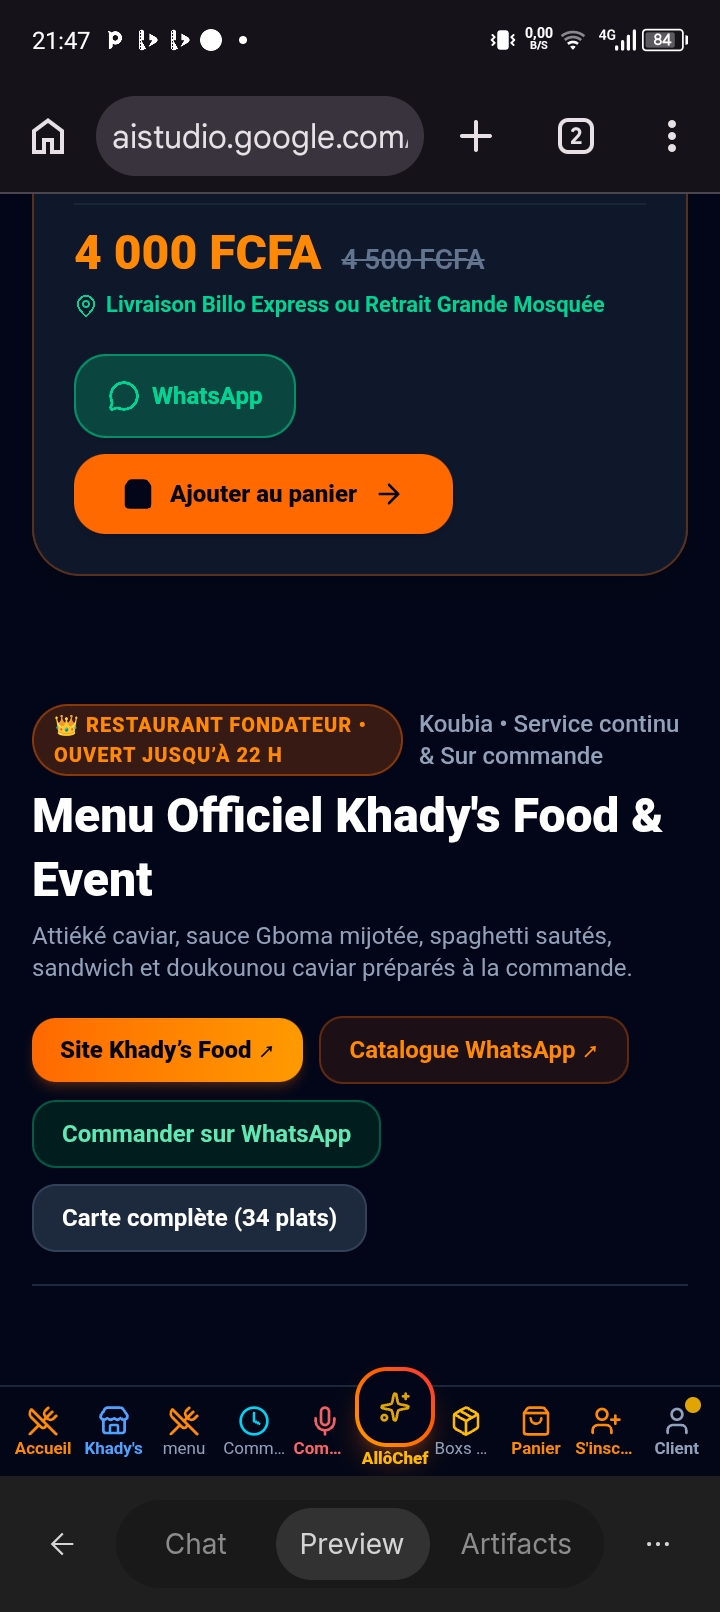 21:47
0,00
B/S
4G
84
aistudio.google.com/
2
4 000 FCFA 4 500 FCFA
Livraison Billo Express ou Retrait Grande Mosquée
WhatsApp
Ajouter au panier →
👑 RESTAURANT FONDATEUR •
OUVERT JUSQU’À 22 H
Koubia • Service continu
& Sur commande
Menu Officiel Khady's Food &
Event
Attiéké caviar, sauce Gboma mijotée, spaghetti sautés,
sandwich et doukounou caviar préparés à la commande.
Site Khady’s Food ↗
Catalogue WhatsApp ↗
Commander sur WhatsApp
Carte complète (34 plats)
Accueil
Khady's
menu
Comm...
Com...
AllôChef
Boxs ...
Panier
S'insc...
Client
Chat
Preview
Artifacts